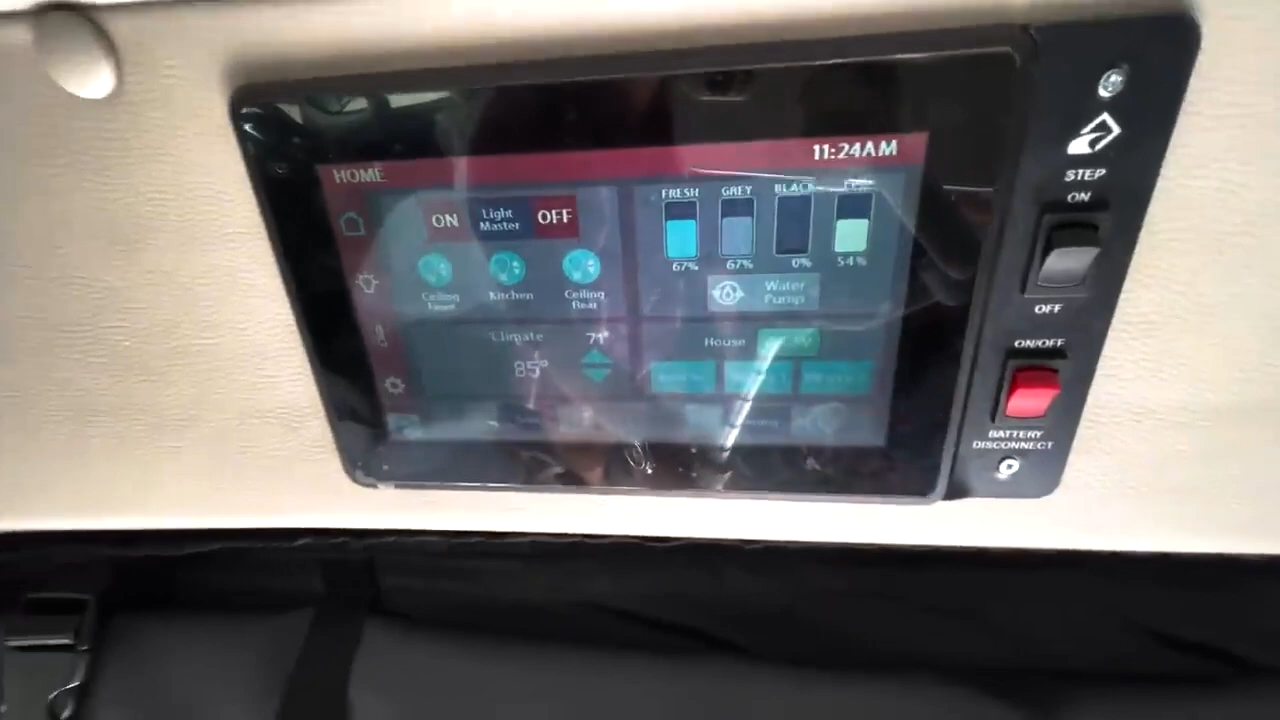 11:24AM
HOME
STEP
ON
OFF
ON/OFF
BATTERY
DISCONNECT
ON
Light
Master
OFF
Ceiling
Kitchen
Ceiling
Rear
FRESH
GREY
BLACK
67%
67%
0%
54%
Water
Pump
Climate
71°
85°
House